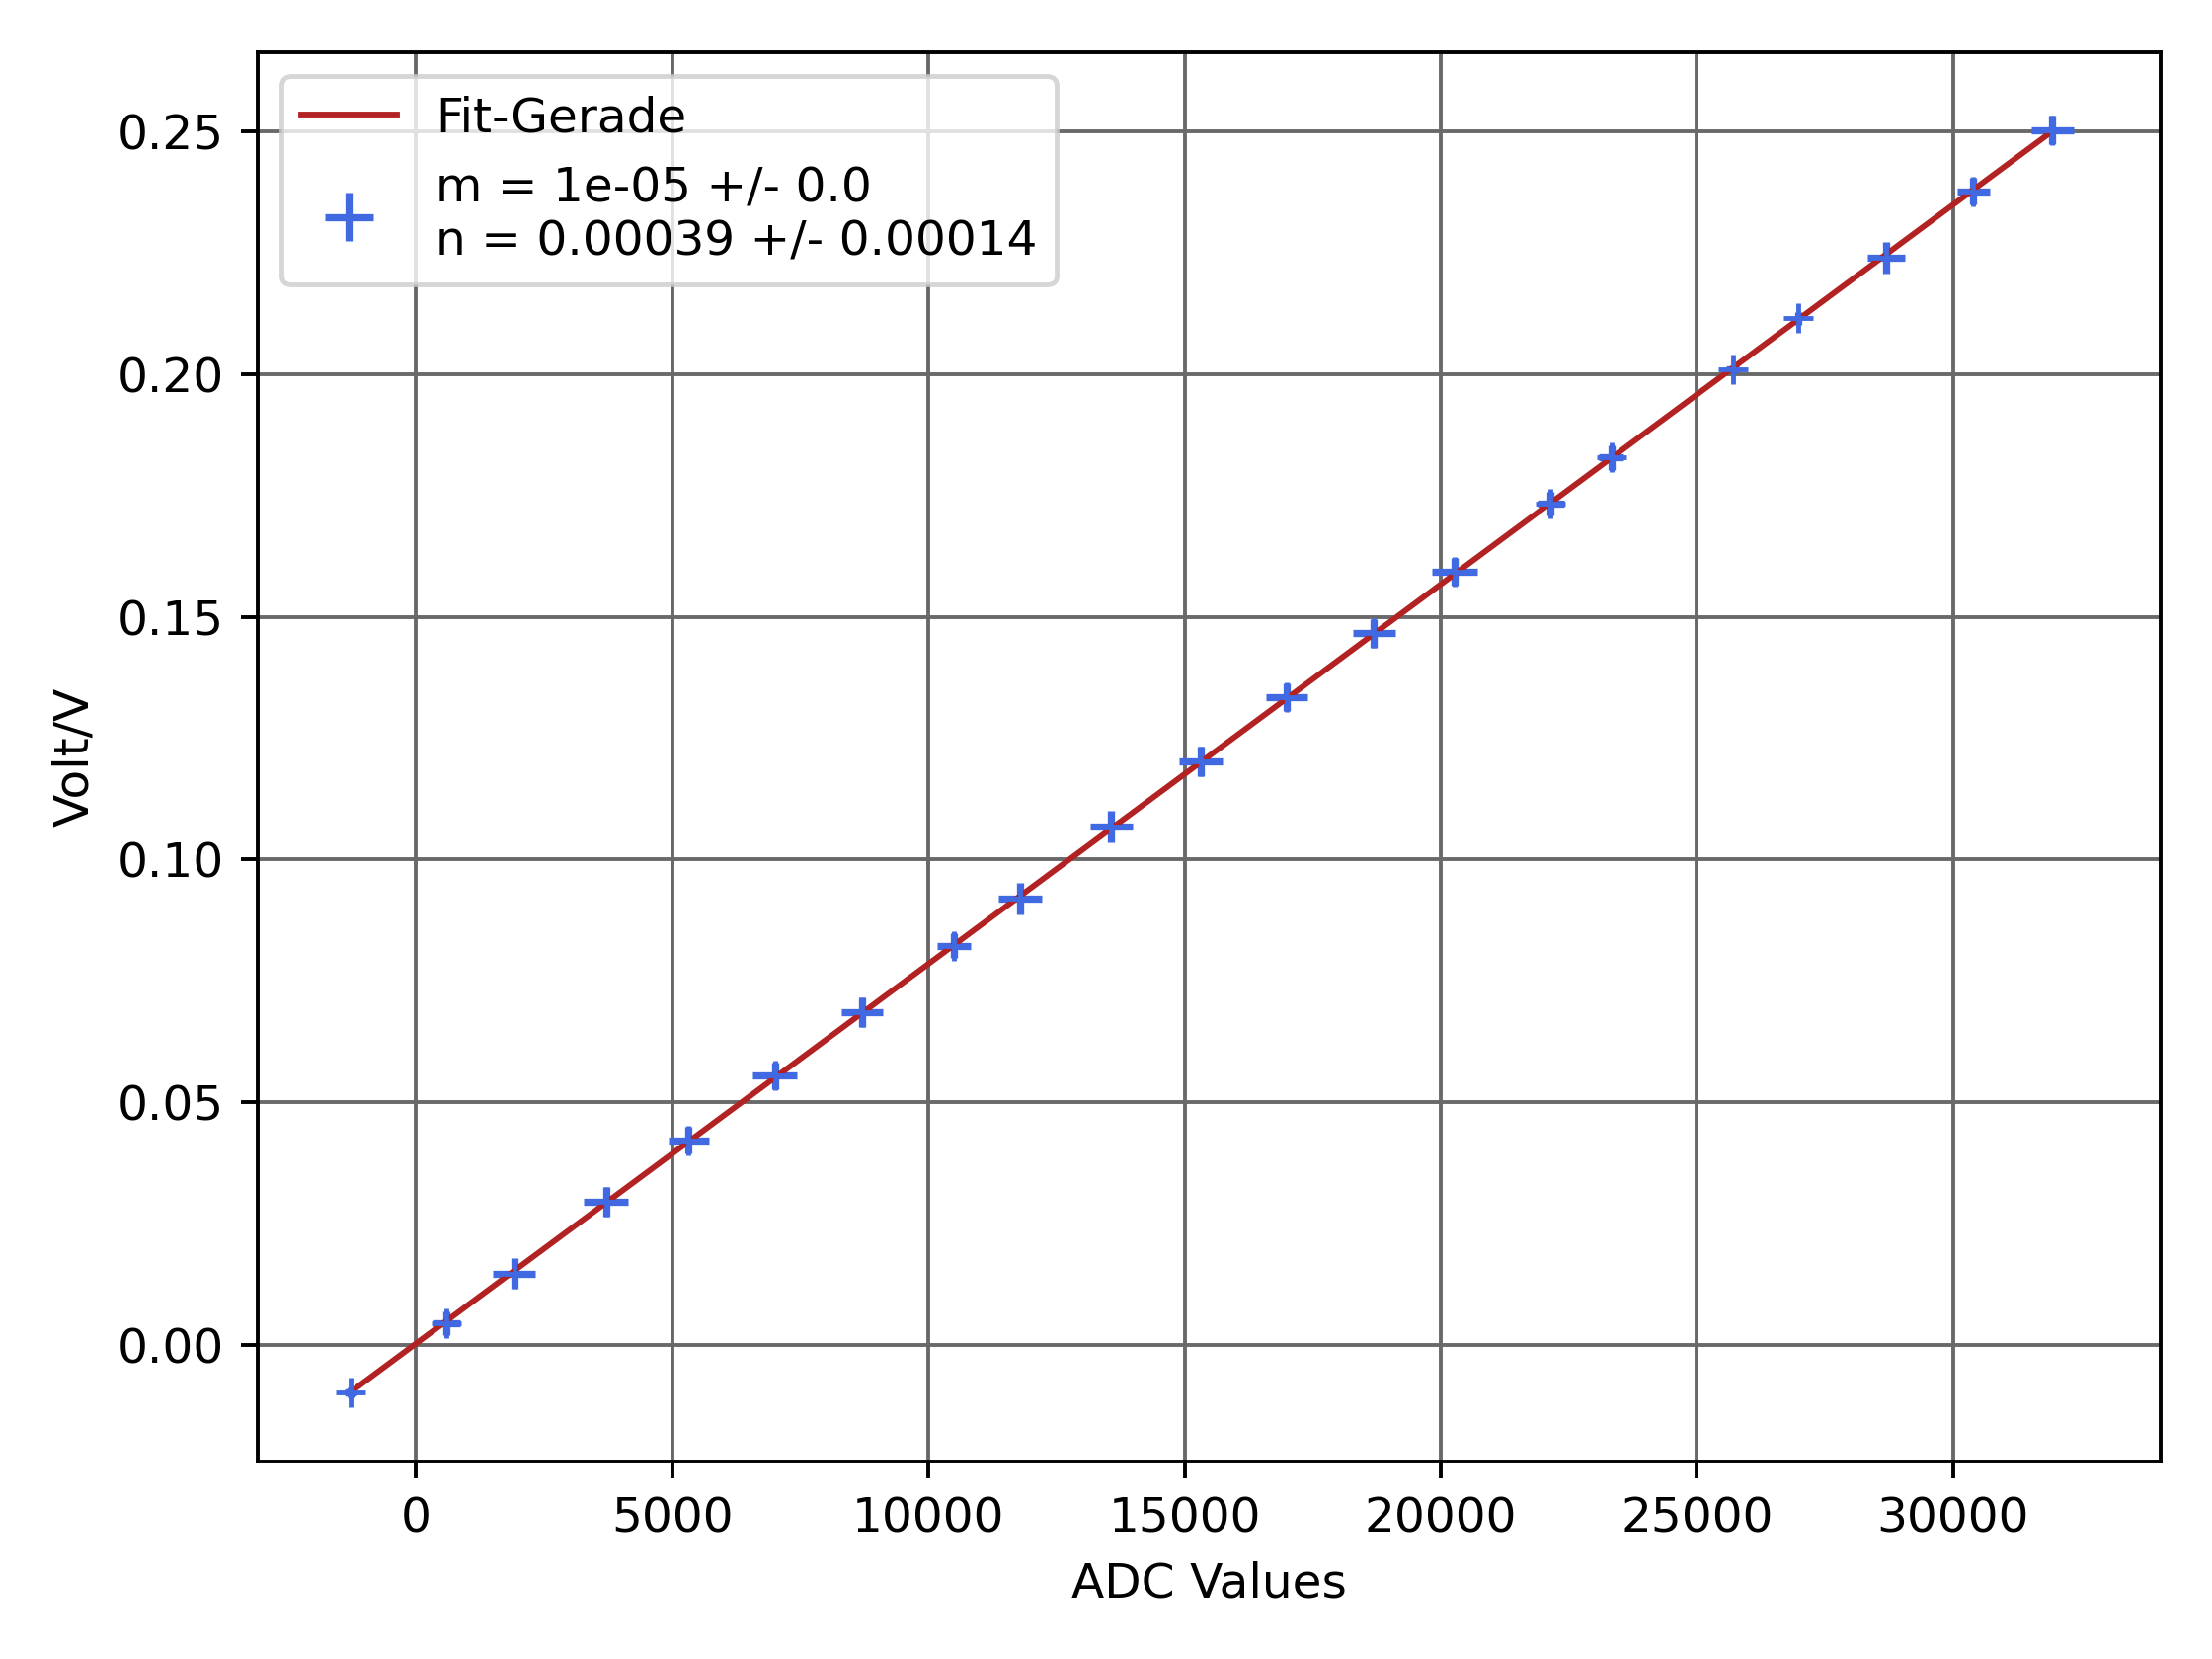 Fit-Gerade
m = 1e-05 +/- 0.0
n = 0.00039 +/- 0.00014
0.25
0.20
0.15
0.10
0.05
0.00
Volt/V
0 5000 10000 15000 20000 25000 30000
ADC Values